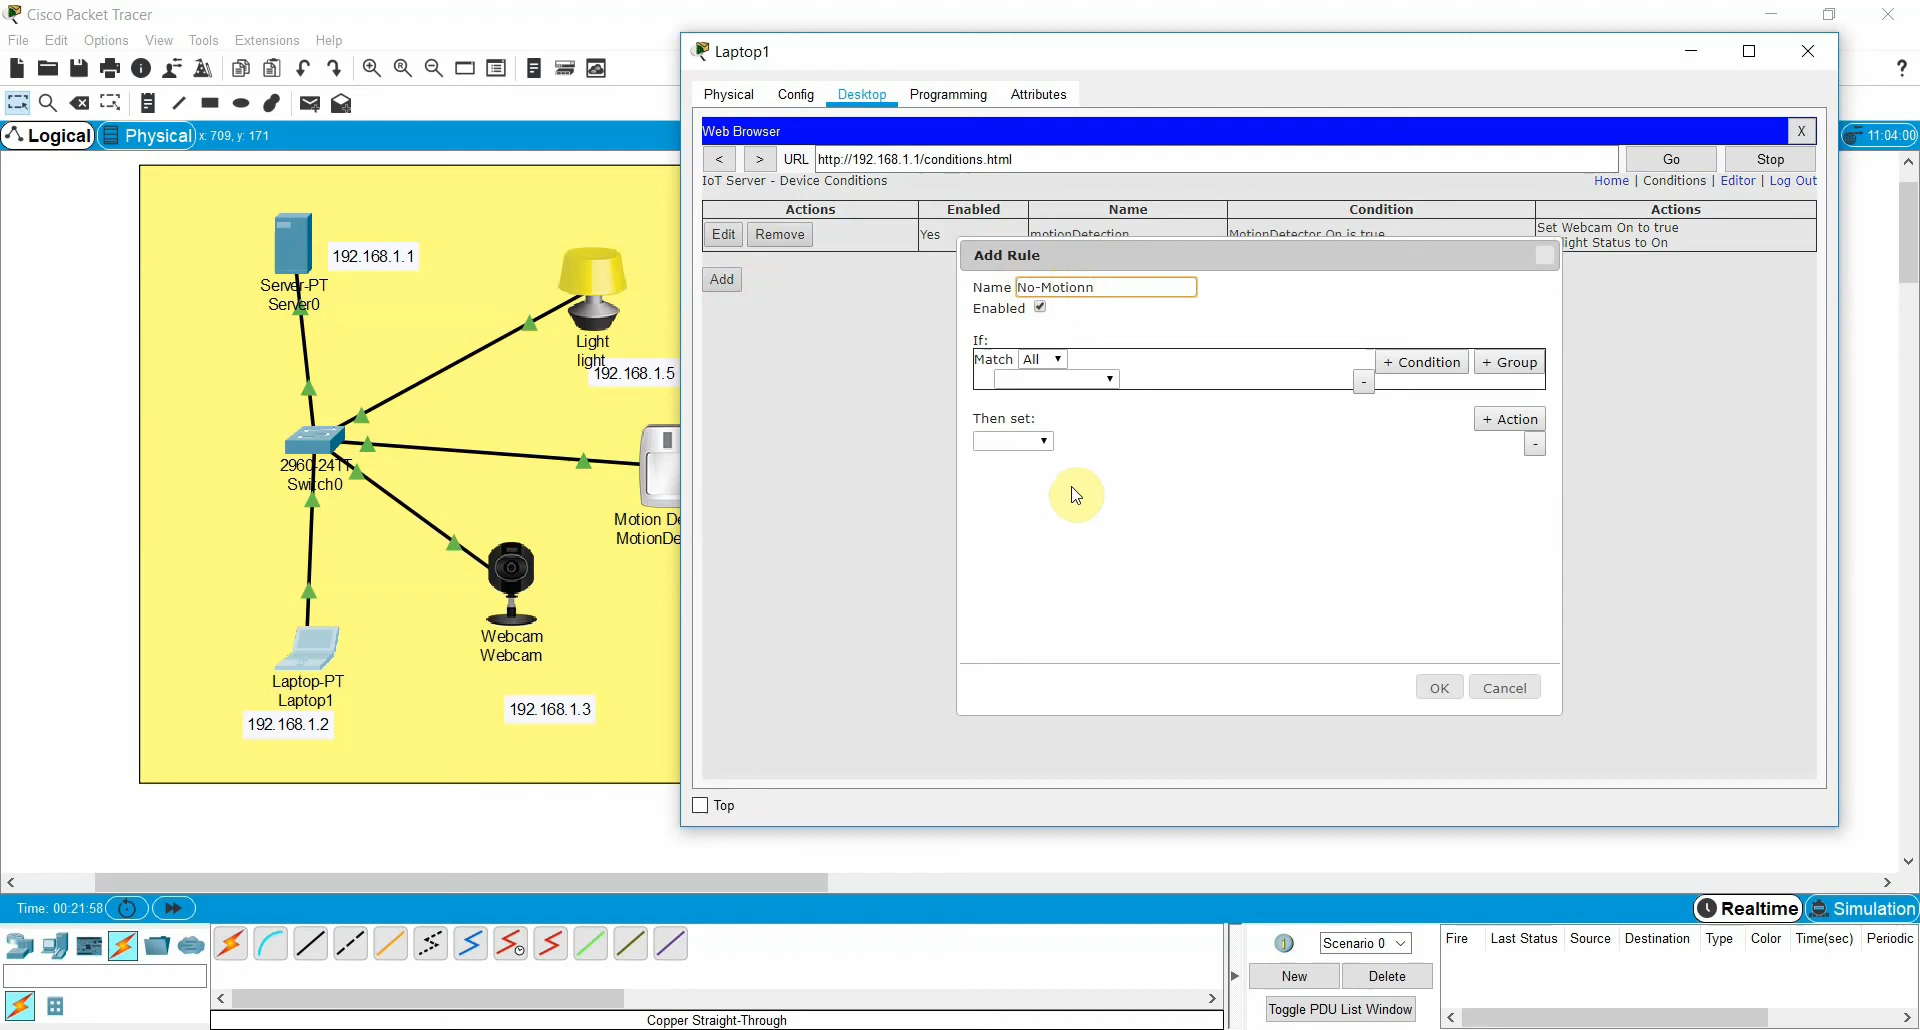 Cisco Packet Tracer
File Edit Options View Tools Extensions Help
Logical Physical x: 709, y: 171
11:04:00
?
192.168.1.1
Server-PT
Server0
Light
light
192.168.1.5
2960-24TT
Switch0
Motion De
MotionDe
Webcam
Webcam
Laptop-PT
Laptop1
192.168.1.2
192.168.1.3
Laptop1
Physical Config Desktop Programming Attributes
Web Browser X
< > URL http://192.168.1.1/conditions.html Go Stop
IoT Server - Device Conditions Home | Conditions | Editor | Log Out
Actions Enabled Name Condition Actions
Edit Remove Yes motionDetection MotionDetector On is true Set Webcam On to true
light Status to On
Add
Add Rule
Name No-Motionn
Enabled
If:
Match All + Condition + Group
-
Then set: + Action
-
OK Cancel
Top
Time: 00:21:58 Realtime Simulation
Scenario 0
New Delete
Toggle PDU List Window
Fire Last Status Source Destination Type Color Time(sec) Periodic
Copper Straight-Through